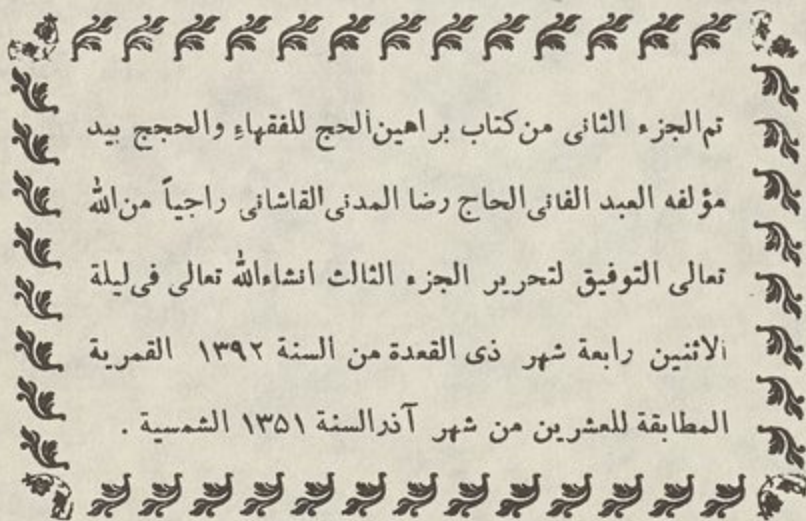 تم الجزء الثانى من كتاب براهين الحج للفقهاءِ والحجج بيد
مؤلفه العبد الفانى الحاج رضا المدنى القاشانى راجياً من الله
تعالى التوفيق لتحرير الجزء الثالث انشاءالله تعالى فى ليلة
الاثنين رابعة شهر ذى القعدة من السنة ١٣٩٢ القمرية
المطابقة للعشرين من شهر آذرالسنة ١٣٥١ الشمسية .